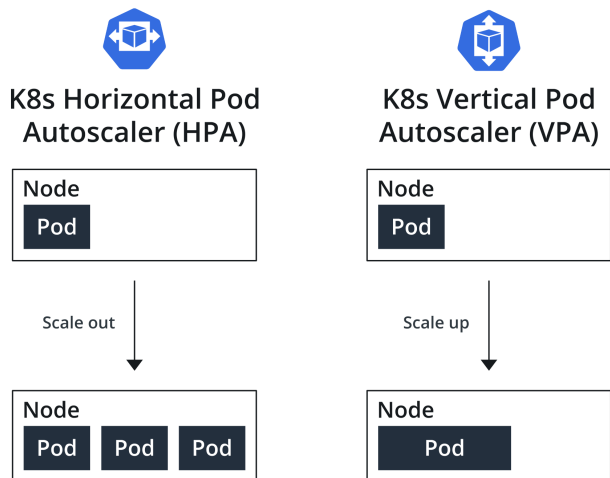 K8s Horizontal Pod
Autoscaler (HPA)
Node
Pod
Scale out
Node
Pod Pod Pod
K8s Vertical Pod
Autoscaler (VPA)
Node
Pod
Scale up
Node
Pod